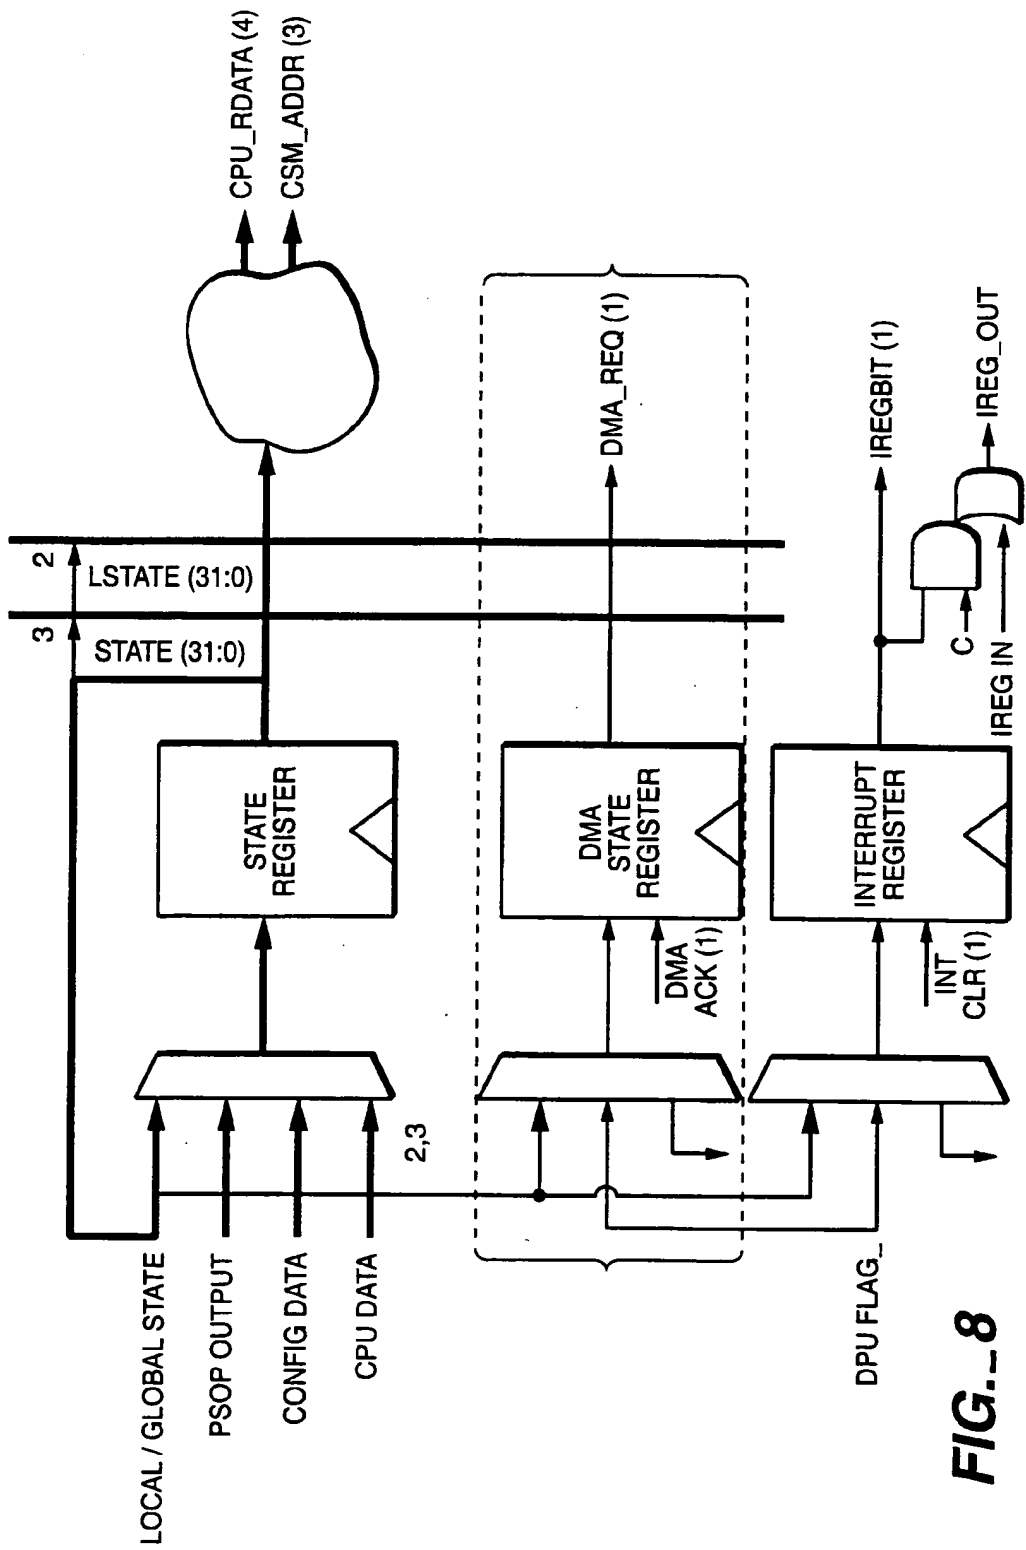 CPU_RDATA (4)
CSM_ADDR (3)
2
LSTATE (31:0)
3
STATE (31:0)
STATE
REGISTER
LOCAL / GLOBAL STATE
PSOP OUTPUT
CONFIG DATA
CPU DATA
2,3
DMA_REQ (1)
DMA
STATE
REGISTER
DMA
ACK (1)
IREGBIT (1)
IREG_OUT
C
IREG IN
INTERRUPT
REGISTER
INT
CLR (1)
DPU FLAG_
FIG._8